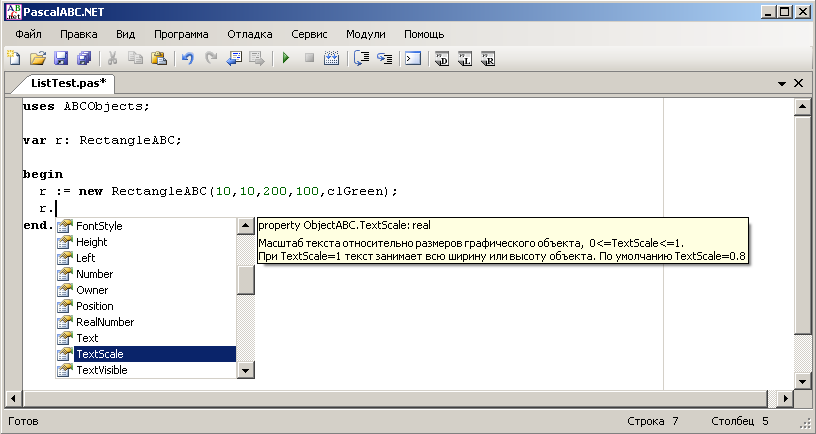 PascalABC.NET
Файл Правка Вид Программа Отладка Сервис Модули Помощь
D L R
ListTest.pas*
uses ABCObjects;
var r: RectangleABC;
begin
r := new RectangleABC(10,10,200,100,clGreen);
r.
end.
FontStyle
Height
Left
Number
Owner
Position
RealNumber
Text
TextScale
TextVisible
property ObjectABC.TextScale: real
Масштаб текста относительно размеров графического объекта, 0<=TextScale<=1.
При TextScale=1 текст занимает всю ширину или высоту объекта. По умолчанию TextScale=0.8
Готов Строка 7 Столбец 5